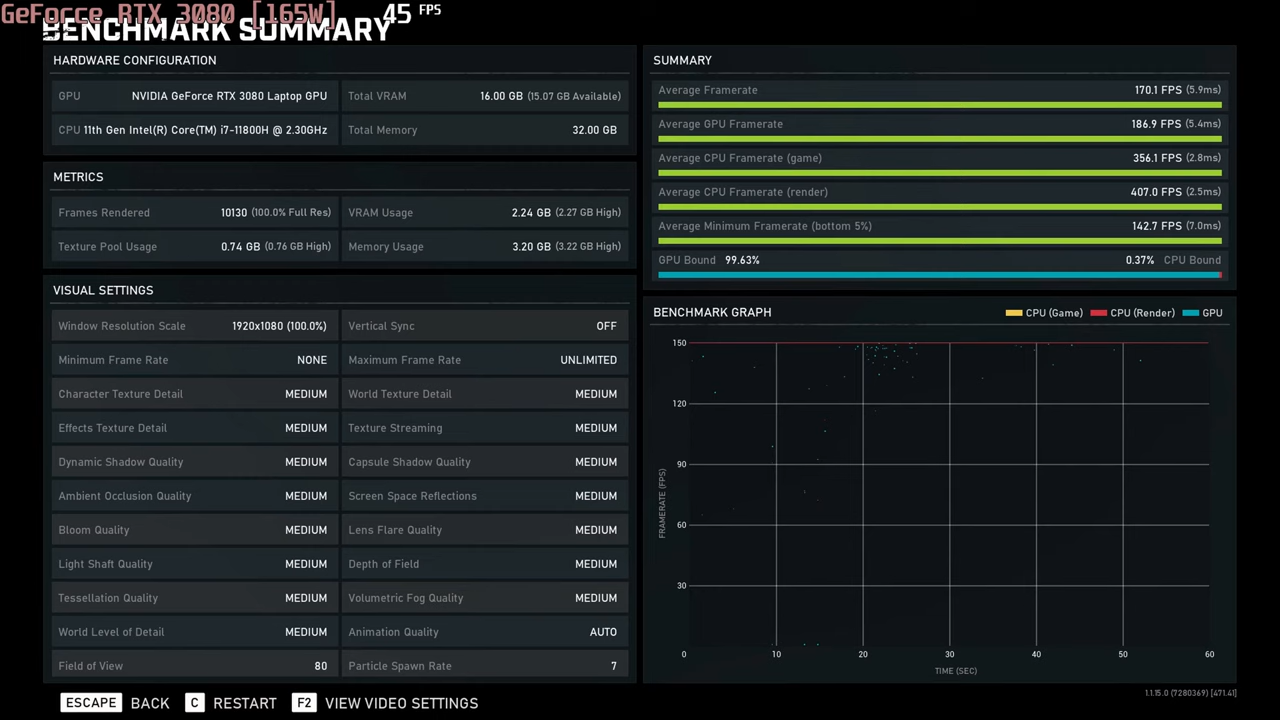 GeForce RTX 3080 [165W] 45 FPS
BENCHMARK SUMMARY
HARDWARE CONFIGURATION
GPU NVIDIA GeForce RTX 3080 Laptop GPU Total VRAM 16.00 GB (15.07 GB Available)
CPU 11th Gen Intel(R) Core(TM) i7-11800H @ 2.30GHz Total Memory 32.00 GB
METRICS
Frames Rendered 10130 (100.0% Full Res) VRAM Usage 2.24 GB (2.27 GB High)
Texture Pool Usage 0.74 GB (0.76 GB High) Memory Usage 3.20 GB (3.22 GB High)
VISUAL SETTINGS
Window Resolution Scale 1920x1080 (100.0%) Vertical Sync OFF
Minimum Frame Rate NONE Maximum Frame Rate UNLIMITED
Character Texture Detail MEDIUM World Texture Detail MEDIUM
Effects Texture Detail MEDIUM Texture Streaming MEDIUM
Dynamic Shadow Quality MEDIUM Capsule Shadow Quality MEDIUM
Ambient Occlusion Quality MEDIUM Screen Space Reflections MEDIUM
Bloom Quality MEDIUM Lens Flare Quality MEDIUM
Light Shaft Quality MEDIUM Depth of Field MEDIUM
Tessellation Quality MEDIUM Volumetric Fog Quality MEDIUM
World Level of Detail MEDIUM Animation Quality AUTO
Field of View 80 Particle Spawn Rate 7
SUMMARY
Average Framerate 170.1 FPS (5.9ms)
Average GPU Framerate 186.9 FPS (5.4ms)
Average CPU Framerate (game) 356.1 FPS (2.8ms)
Average CPU Framerate (render) 407.0 FPS (2.5ms)
Average Minimum Framerate (bottom 5%) 142.7 FPS (7.0ms)
GPU Bound 99.63% 0.37% CPU Bound
BENCHMARK GRAPH CPU (Game) CPU (Render) GPU
150
120
90
60
30
FRAMERATE (FPS)
0 10 20 30 40 50 60
TIME (SEC)
ESCAPE BACK C RESTART F2 VIEW VIDEO SETTINGS
1.1.15.0 (7280369) [471.41]